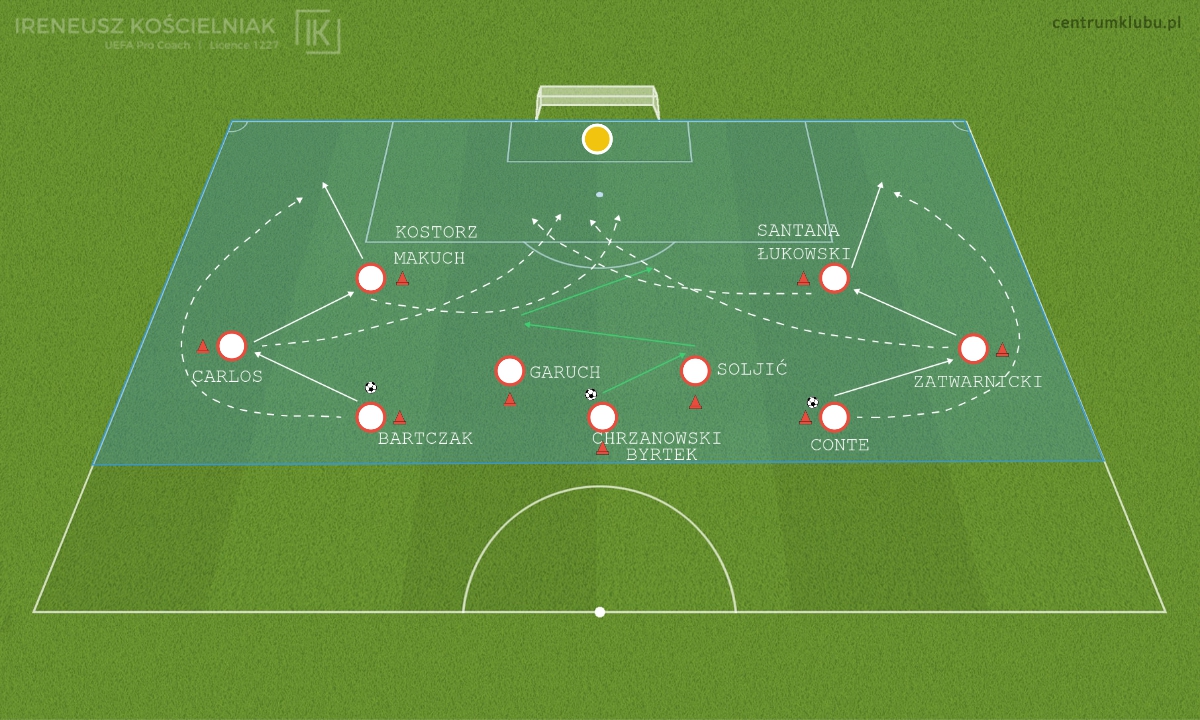 IRENEUSZ KOŚCIELNIAK
UEFA Pro Coach | Licence 1227
IK
centrumklubu.pl
KOSTORZ
MAKUCH
SANTANA
ŁUKOWSKI
CARLOS
GARUCH
SOLJIĆ
ZATWARNICKI
BARTCZAK
CHRZANOWSKI
BYRTEK
CONTE